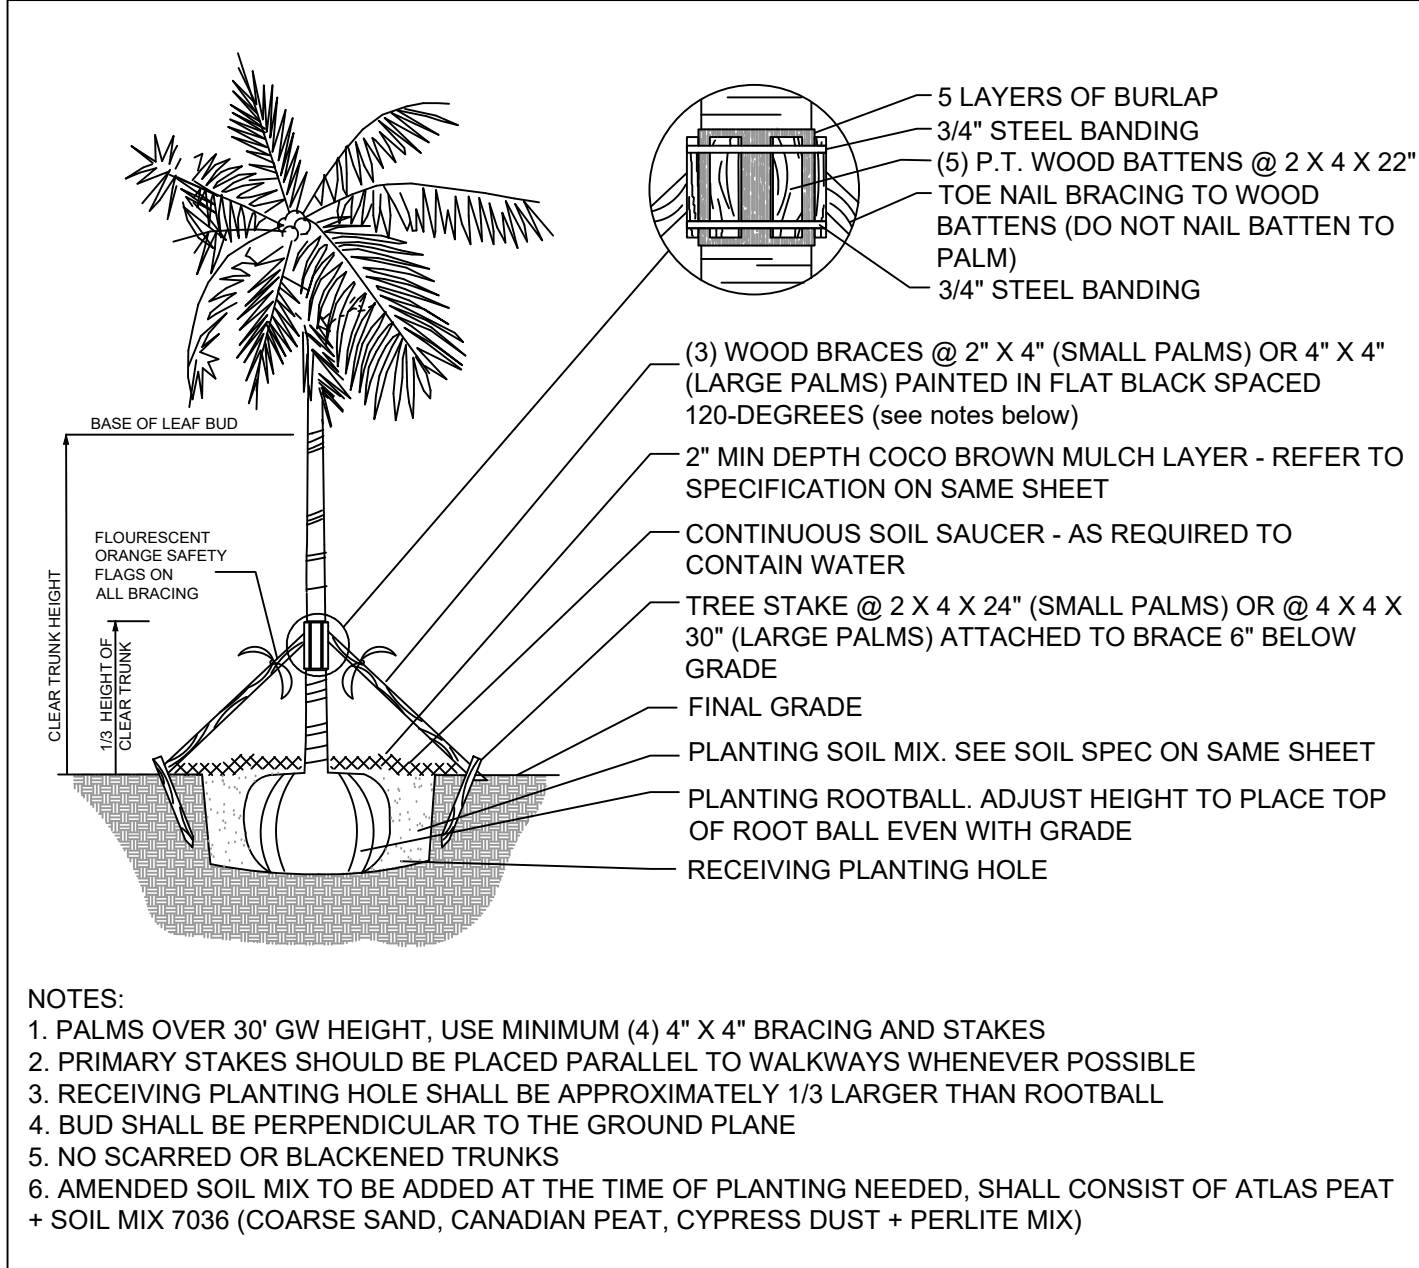 5 LAYERS OF BURLAP
3/4" STEEL BANDING
(5) P.T. WOOD BATTENS @ 2 X 4 X 22"
TOE NAIL BRACING TO WOOD
BATTENS (DO NOT NAIL BATTEN TO
PALM)
3/4" STEEL BANDING
(3) WOOD BRACES @ 2" X 4" (SMALL PALMS) OR 4" X 4"
(LARGE PALMS) PAINTED IN FLAT BLACK SPACED
120-DEGREES (see notes below)
2" MIN DEPTH COCO BROWN MULCH LAYER - REFER TO
SPECIFICATION ON SAME SHEET
CONTINUOUS SOIL SAUCER - AS REQUIRED TO
CONTAIN WATER
TREE STAKE @ 2 X 4 X 24" (SMALL PALMS) OR @ 4 X 4 X
30" (LARGE PALMS) ATTACHED TO BRACE 6" BELOW
GRADE
FINAL GRADE
PLANTING SOIL MIX. SEE SOIL SPEC ON SAME SHEET
PLANTING ROOTBALL. ADJUST HEIGHT TO PLACE TOP
OF ROOT BALL EVEN WITH GRADE
RECEIVING PLANTING HOLE
BASE OF LEAF BUD
FLOURESCENT
ORANGE SAFETY
FLAGS ON
ALL BRACING
CLEAR TRUNK HEIGHT
1/3 HEIGHT OF
CLEAR TRUNK
NOTES:
1. PALMS OVER 30' GW HEIGHT, USE MINIMUM (4) 4" X 4" BRACING AND STAKES
2. PRIMARY STAKES SHOULD BE PLACED PARALLEL TO WALKWAYS WHENEVER POSSIBLE
3. RECEIVING PLANTING HOLE SHALL BE APPROXIMATELY 1/3 LARGER THAN ROOTBALL
4. BUD SHALL BE PERPENDICULAR TO THE GROUND PLANE
5. NO SCARRED OR BLACKENED TRUNKS
6. AMENDED SOIL MIX TO BE ADDED AT THE TIME OF PLANTING NEEDED, SHALL CONSIST OF ATLAS PEAT
+ SOIL MIX 7036 (COARSE SAND, CANADIAN PEAT, CYPRESS DUST + PERLITE MIX)